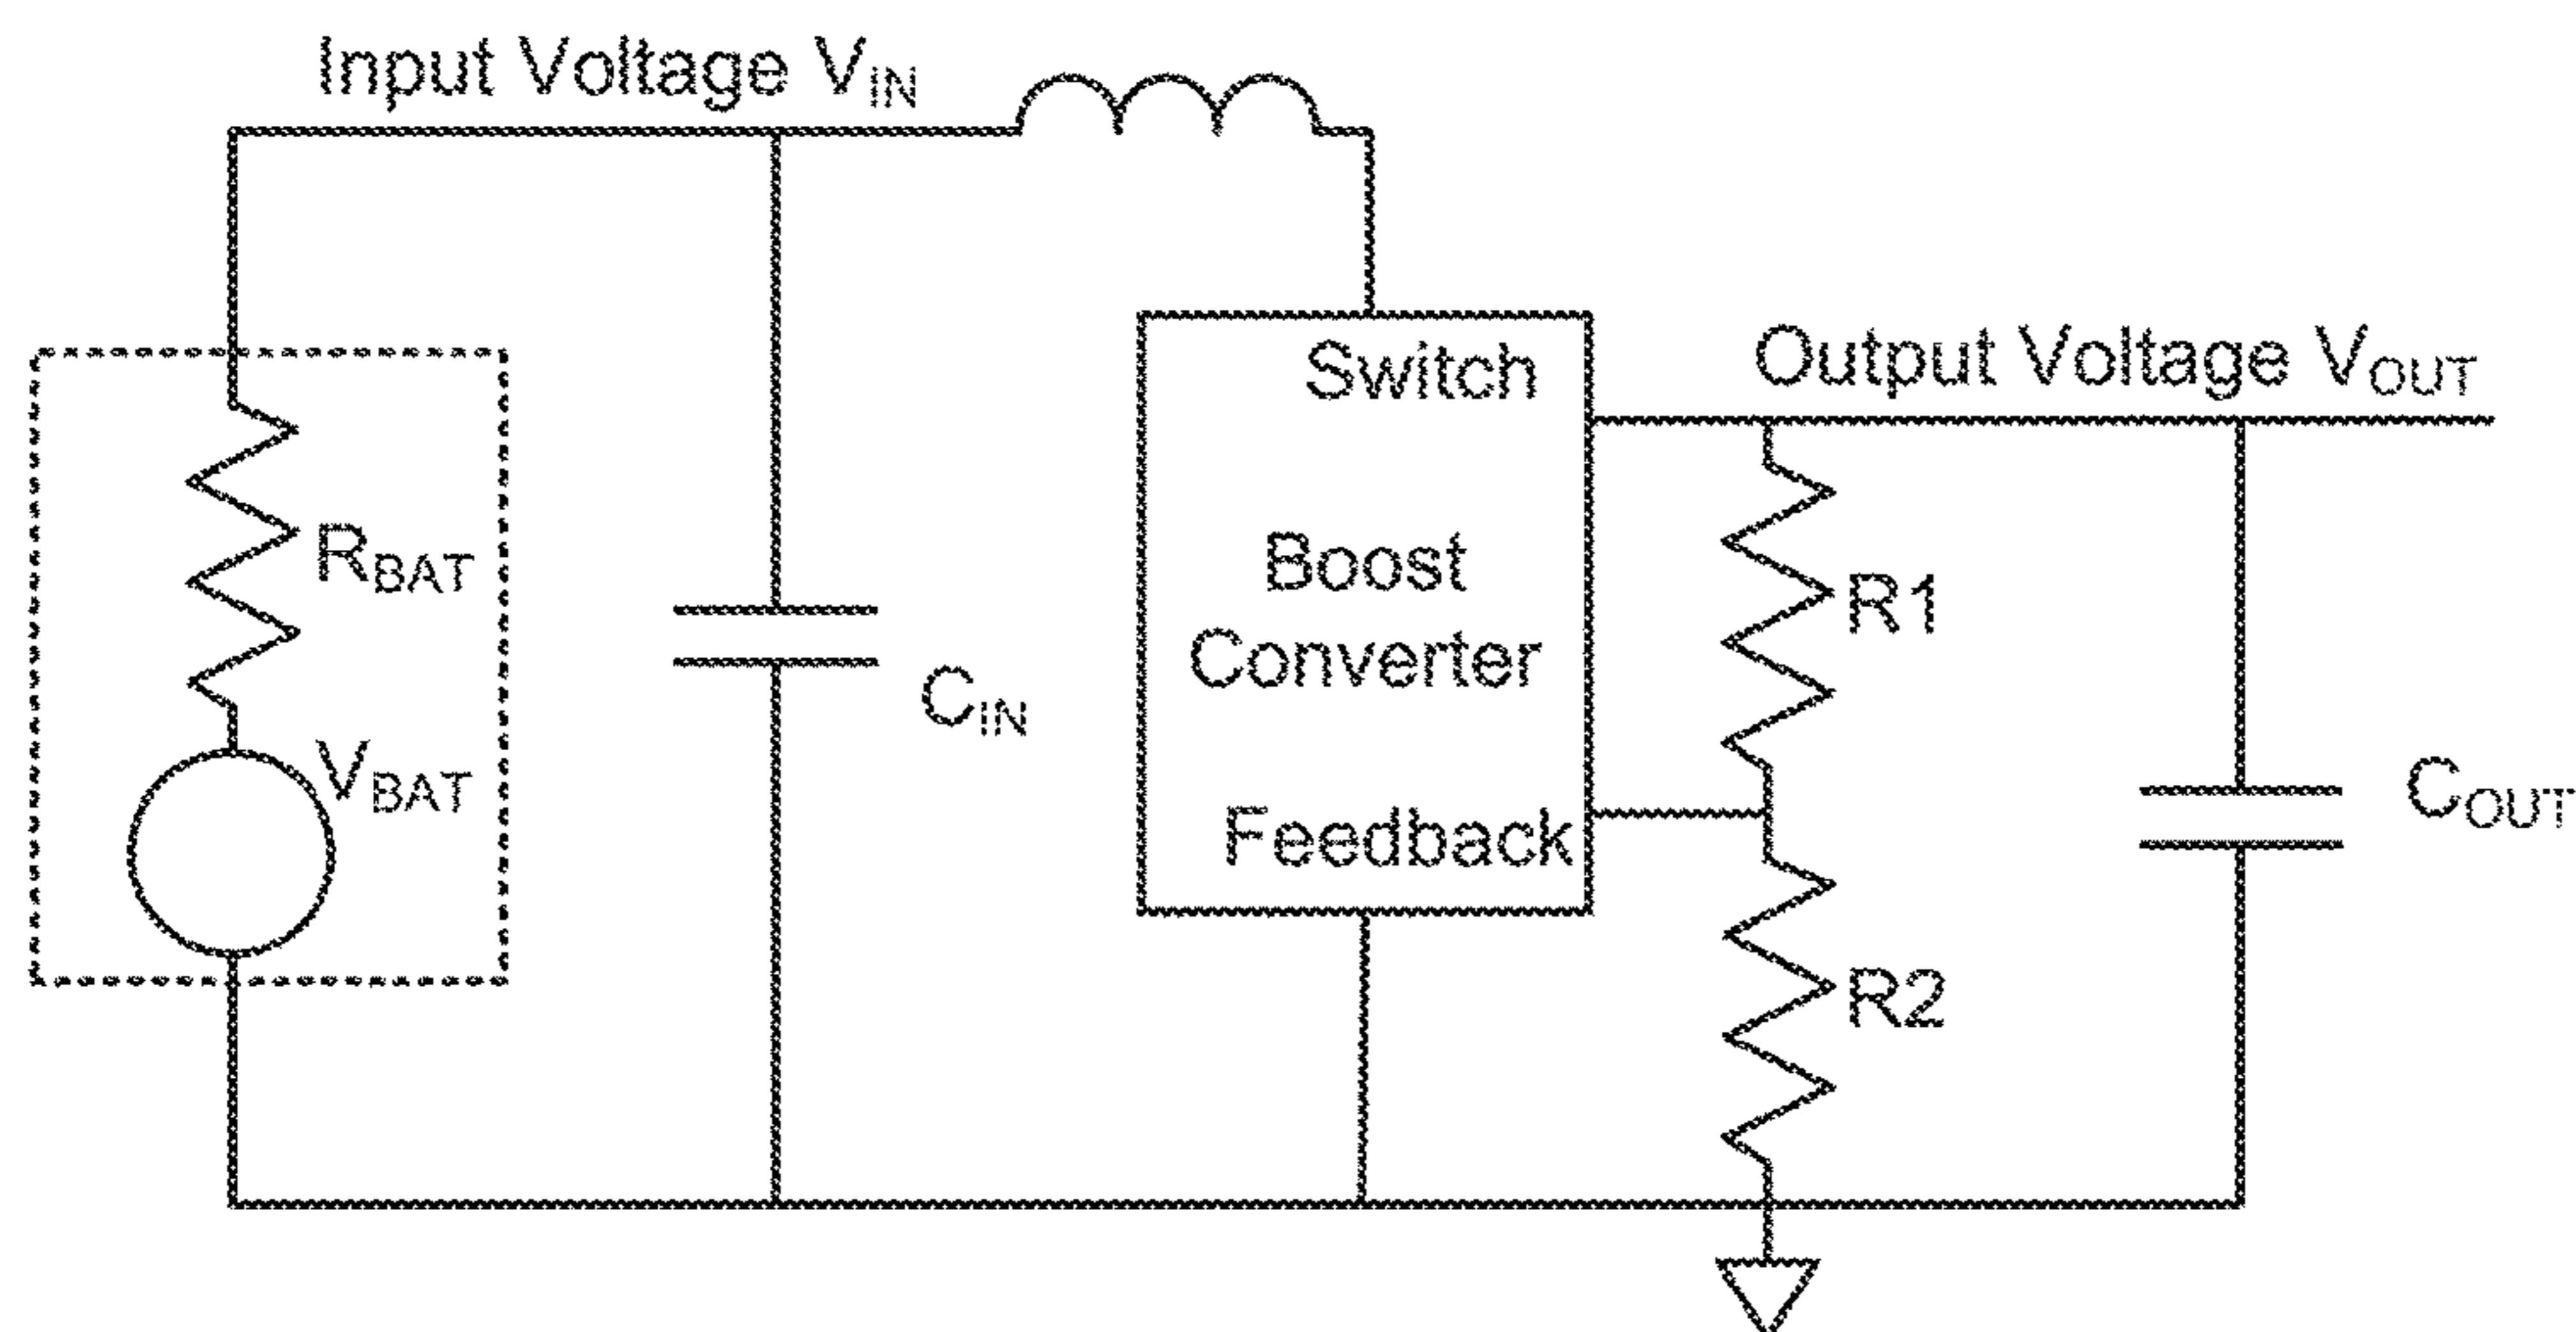 Input Voltage VIN
Switch
Output Voltage VOUT
RBAT
Boost
Converter
R1
CIN
VBAT
Feedback
COUT
R2